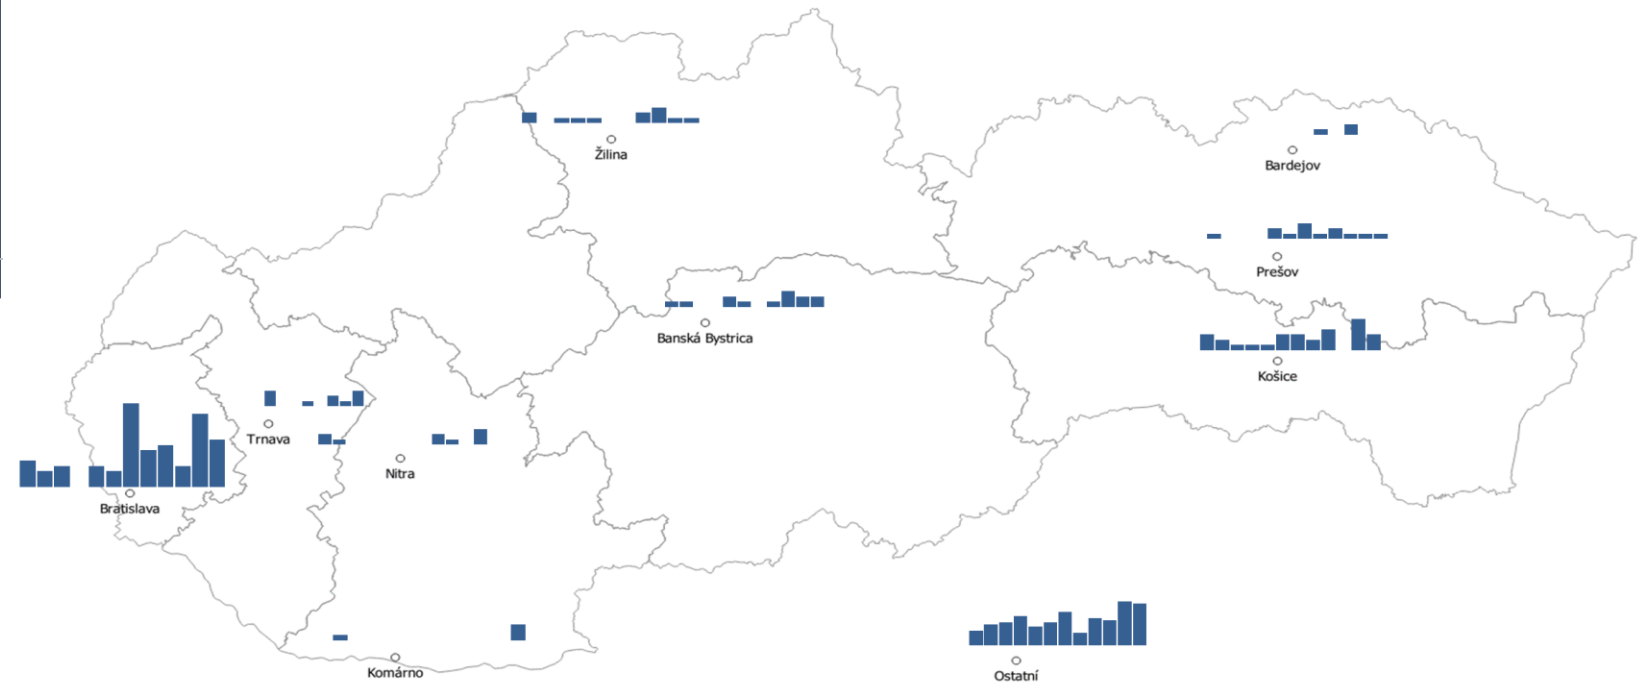 Žilina
Bardejov
Prešov
Banská Bystrica
Košice
Trnava
Nitra
Bratislava
Komárno
Ostatní